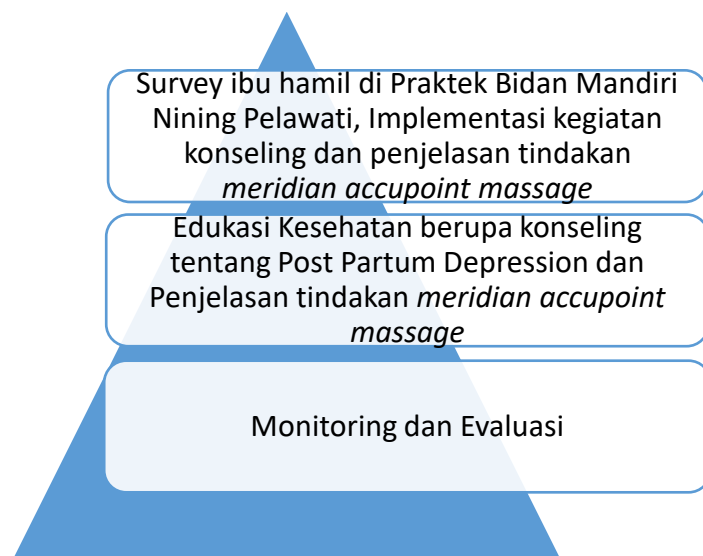 Survey ibu hamil di Praktek Bidan Mandiri
Nining Pelawati, Implementasi kegiatan
konseling dan penjelasan tindakan
meridian accupoint massage
Edukasi Kesehatan berupa konseling
tentang Post Partum Depression dan
Penjelasan tindakan meridian accupoint
massage
Monitoring dan Evaluasi